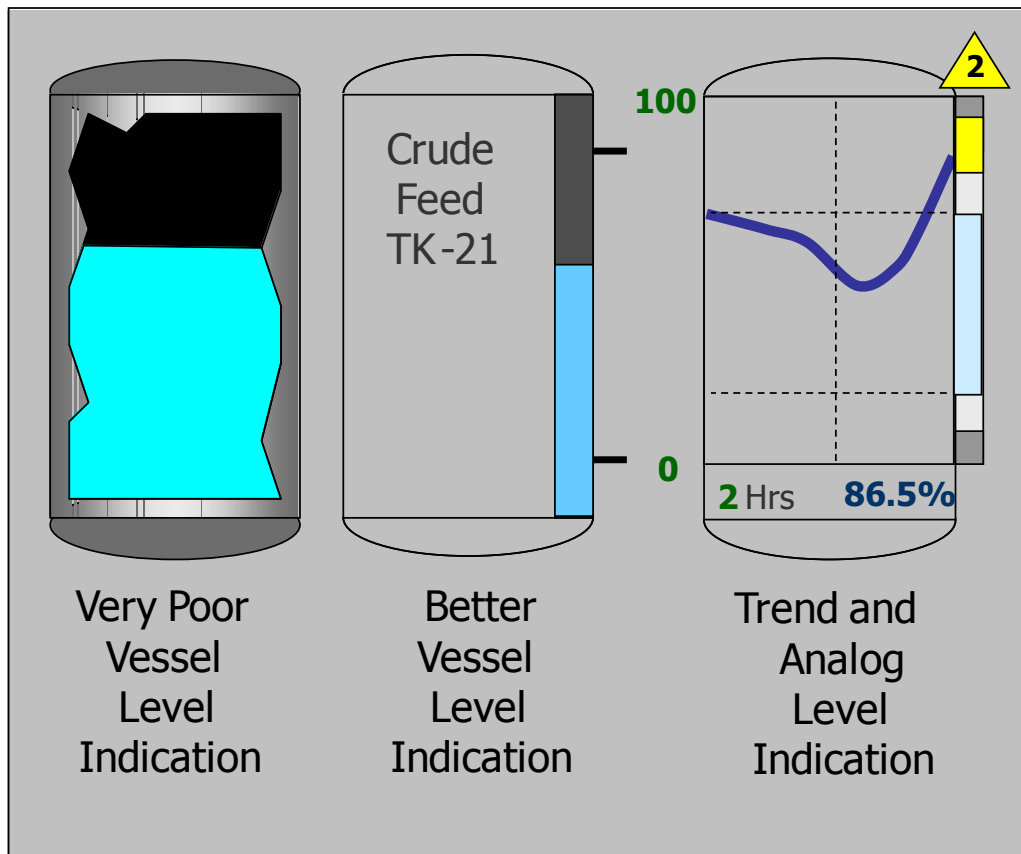 Crude
Feed
TK-21
100
0
2
2 Hrs
86.5%
Very Poor
Vessel
Level
Indication
Better
Vessel
Level
Indication
Trend and
Analog
Level
Indication